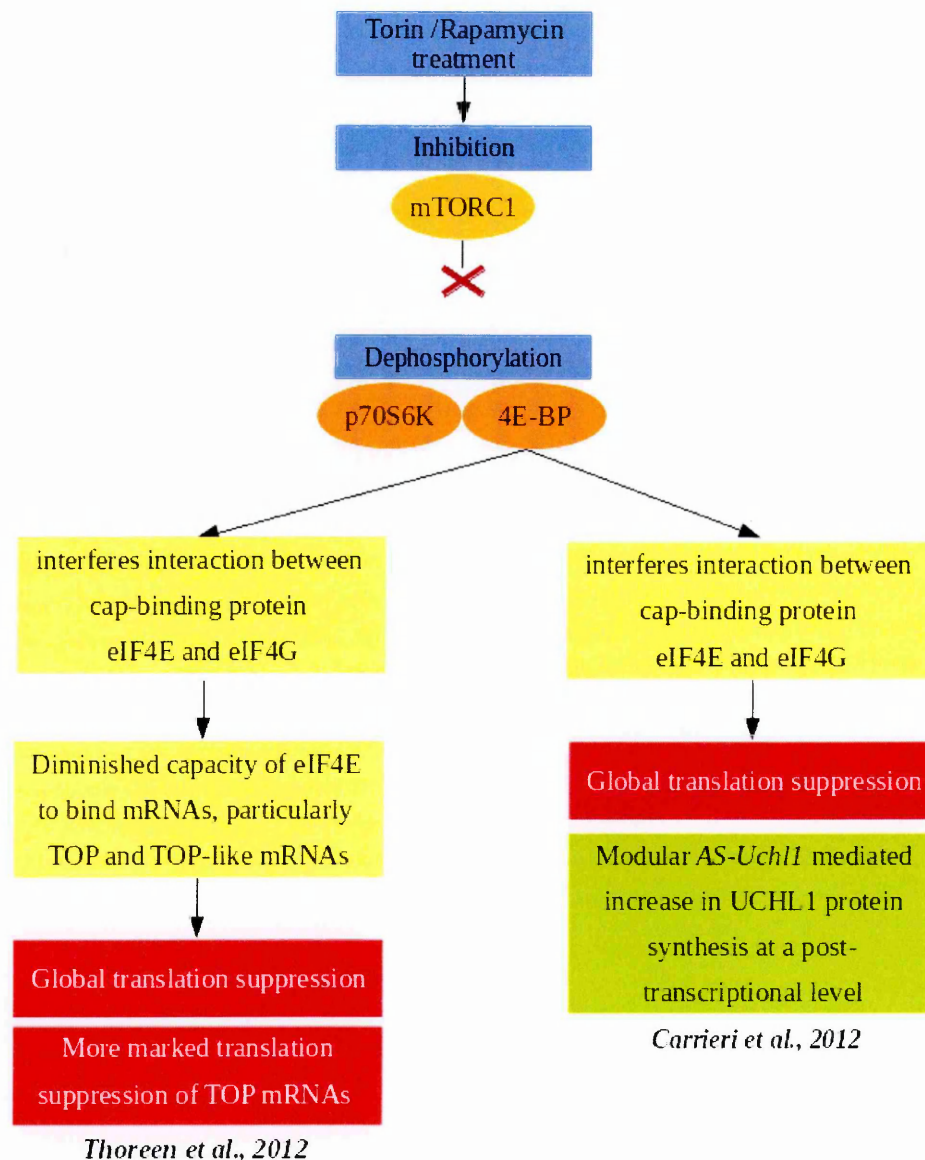 Torin /Rapamycin
treatment
Inhibition
mTORC1
Dephosphorylation
p70S6K
4E-BP
interferes interaction between
cap-binding protein
eIF4E and eIF4G
Diminished capacity of eIF4E
to bind mRNAs, particularly
TOP and TOP-like mRNAs
Global translation suppression
More marked translation
suppression of TOP mRNAs
Thoreen et al., 2012
interferes interaction between
cap-binding protein
eIF4E and eIF4G
Global translation suppression
Modular AS-Uchl1 mediated
increase in UCHL1 protein
synthesis at a post-
transcriptional level
Carrieri et al., 2012